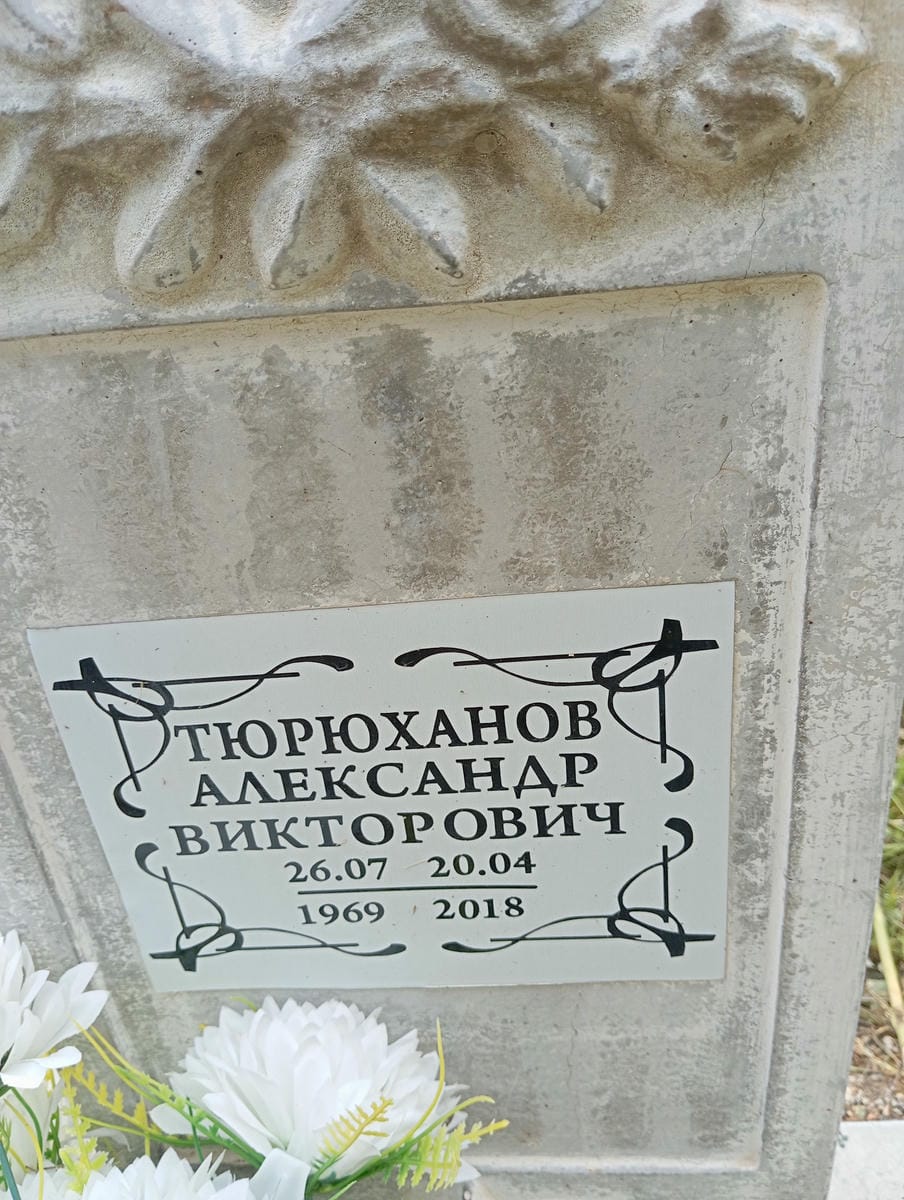 ТЮРЮХАНОВ
АЛЕКСАНДР
ВИКТОРОВИЧ
26.07 20.04
1969 2018